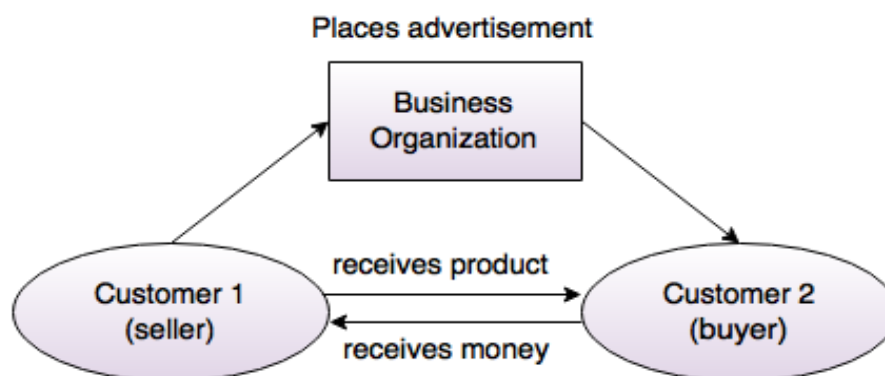 Places advertisement
Business
Organization
receives product
Customer 1
(seller)
Customer 2
(buyer)
receives money